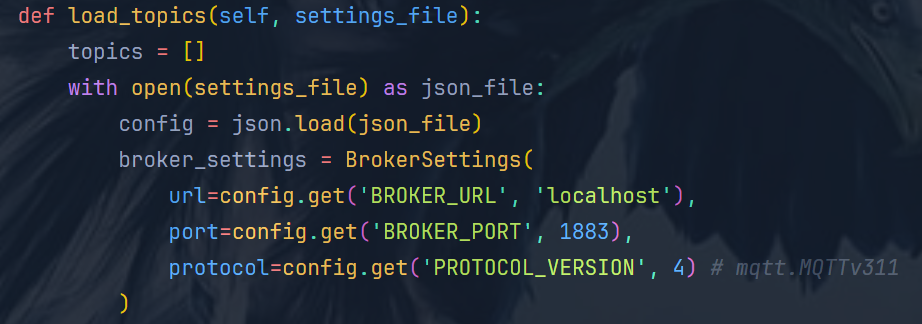 def load_topics(self, settings_file):
    topics = []
    with open(settings_file) as json_file:
        config = json.load(json_file)
        broker_settings = BrokerSettings(
            url=config.get('BROKER_URL', 'localhost'),
            port=config.get('BROKER_PORT', 1883),
            protocol=config.get('PROTOCOL_VERSION', 4) # mqtt.MQTTv311
        )